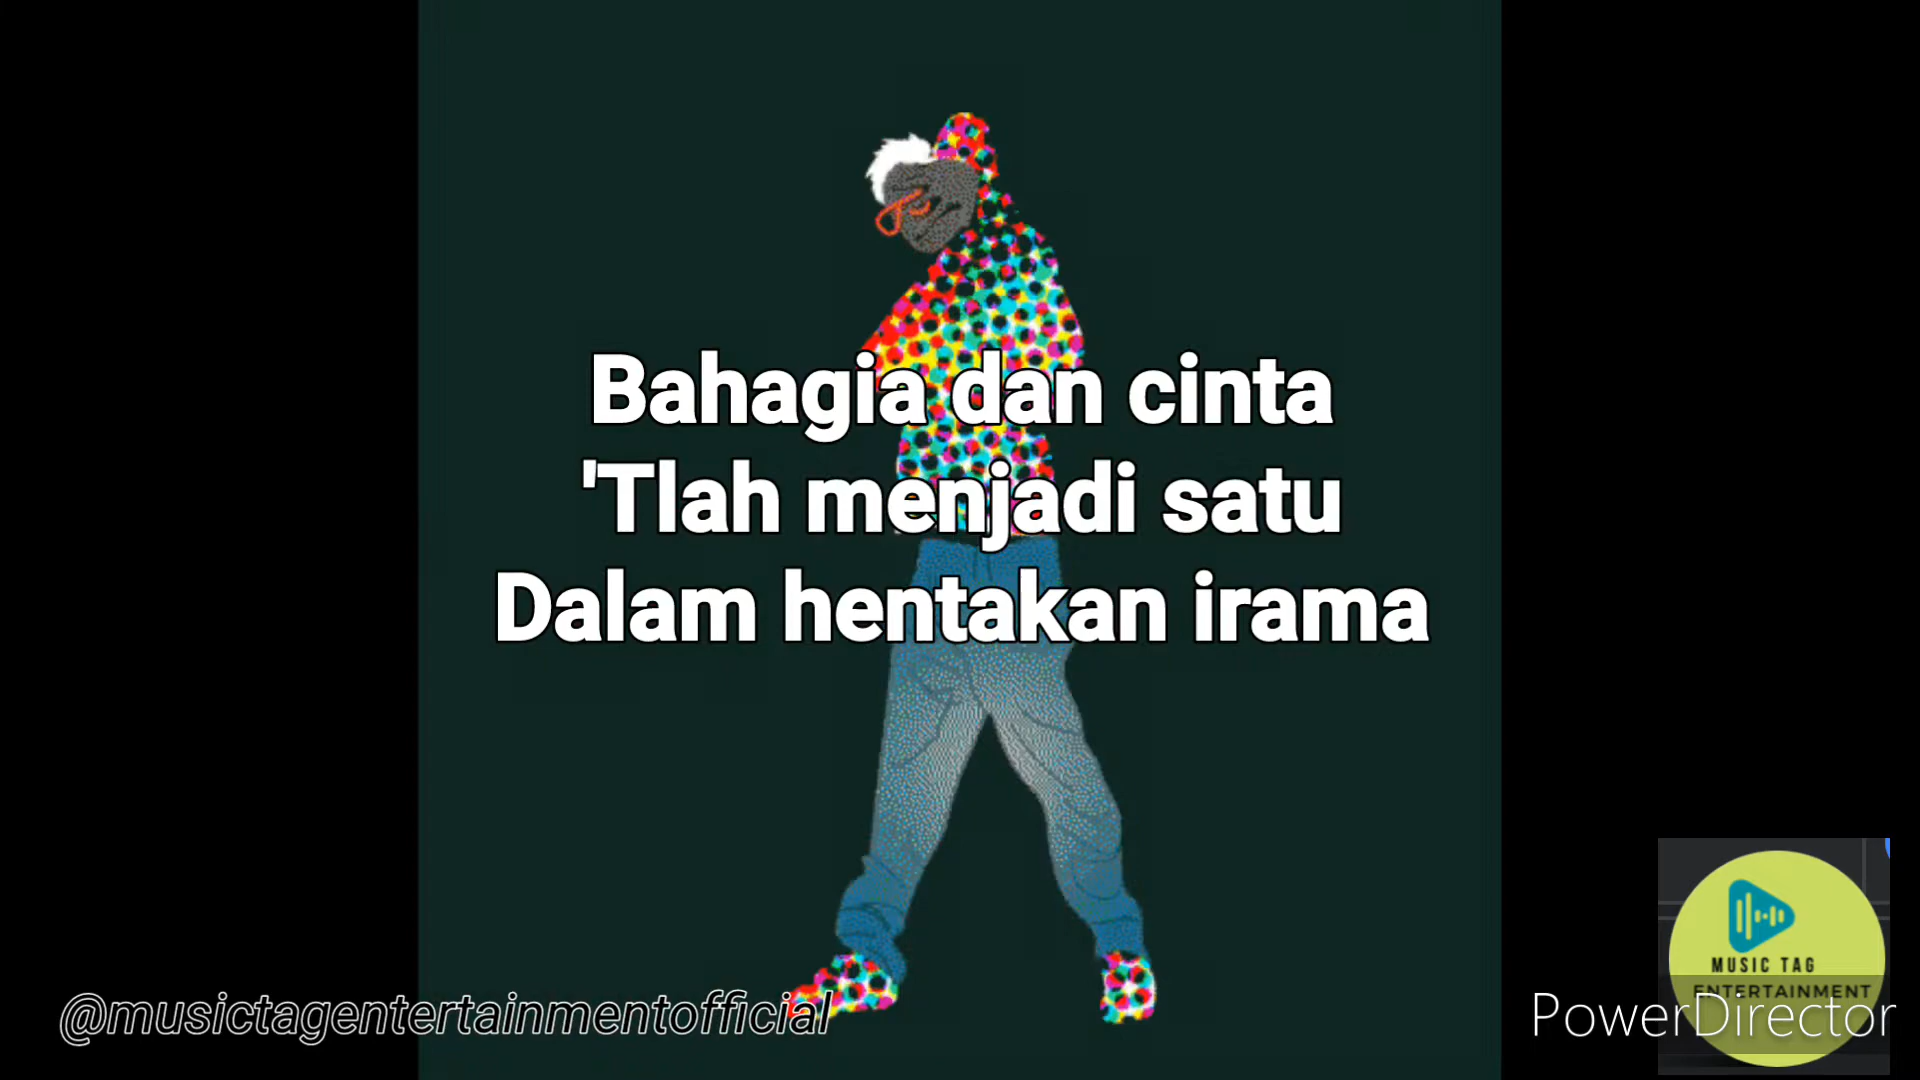 Bahagia dan cinta
'Tlah menjadi satu
Dalam hentakan irama
MUSIC TAG
ENTERTAINMENT
@musictagentertainmentofficial
PowerDirector